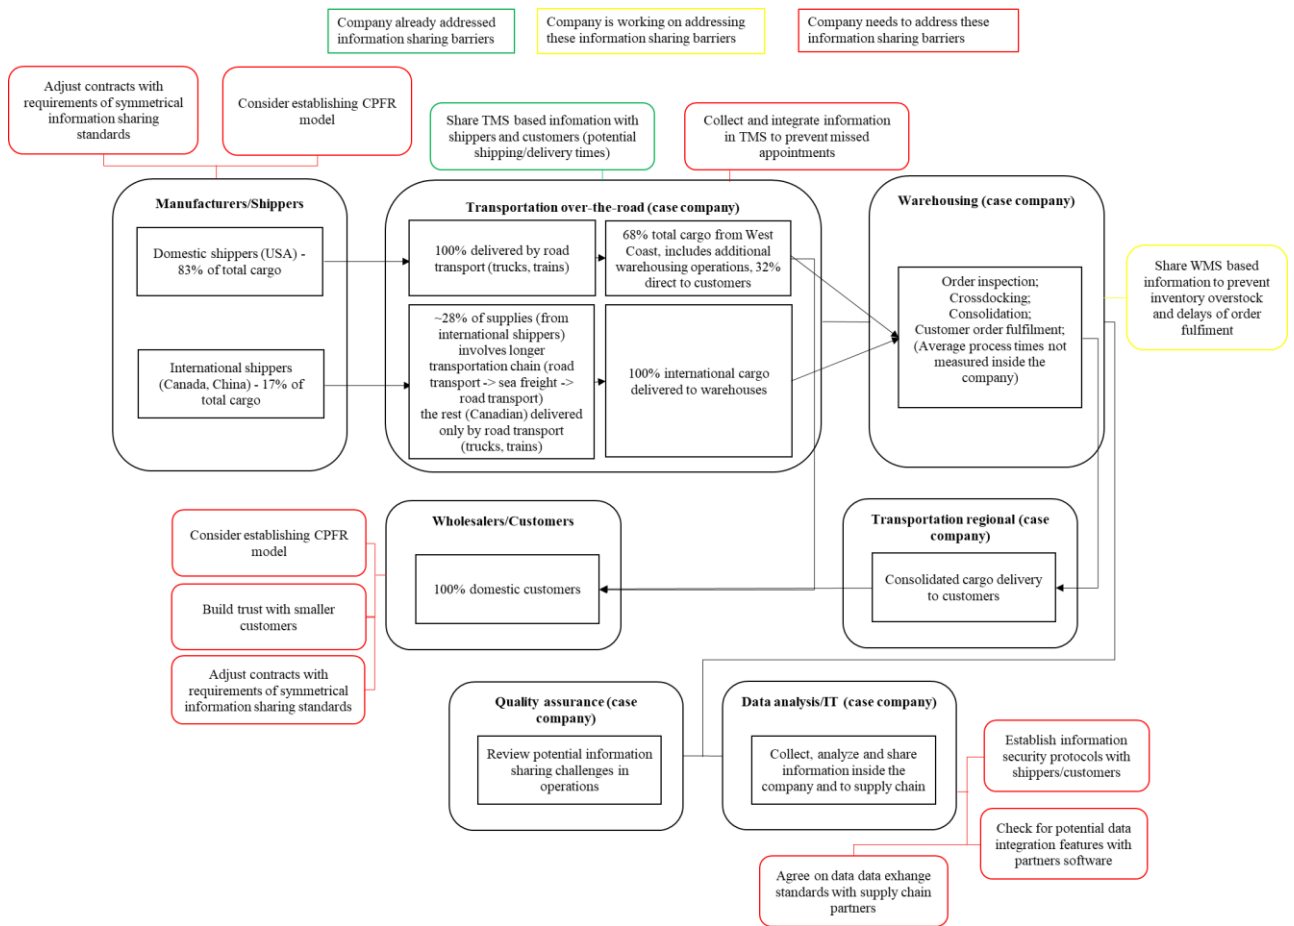 Company already addressed
information sharing barriers
Company is working on addressing
these information sharing barriers
Company needs to address these
information sharing barriers
Adjust contracts with
requirements of symmetrical
information sharing
standards
Consider establishing CPFR
model
Share TMS based infomation with
shippers and customers (potential
shipping/delivery times)
Collect and integrate information
in TMS to prevent missed
appointments
Manufacturers/Shippers
Domestic shippers (USA) -
83% of total cargo
International shippers
(Canada, China) - 17% of
total cargo
Transportation over-the-road (case company)
100% delivered by road
transport (trucks, trains)
68% total cargo from West
Coast, includes additional
warehousing operations, 32%
direct to customers
~28% of supplies (from
international shippers)
involves longer
transportation chain (road
transport -> sea freight ->
road transport)
the rest (Canadian) delivered
only by road transport
(trucks, trains)
100% international cargo
delivered to warehouses
Warehousing (case company)
Order inspection;
Crossdocking;
Consolidation;
Customer order fulfilment;
(Average process times not
measured inside the
company)
Share WMS based
information to prevent
inventory overstock
and delays of order
fulfiment
Consider establishing CPFR
model
Build trust with smaller
customers
Adjust contracts with
requirements of symmetrical
information sharing standards
Wholesalers/Customers
100% domestic customers
Transportation regional (case
company)
Consolidated cargo delivery
to customers
Quality assurance (case
company)
Review potential information
sharing challenges in
operations
Data analysis/IT (case company)
Collect, analyze and share
information inside the
company and to supply chain
Establish information
security protocols with
shippers/customers
Check for potential data
integration features with
partners software
Agree on data data exhange
standards with supply chain
partners